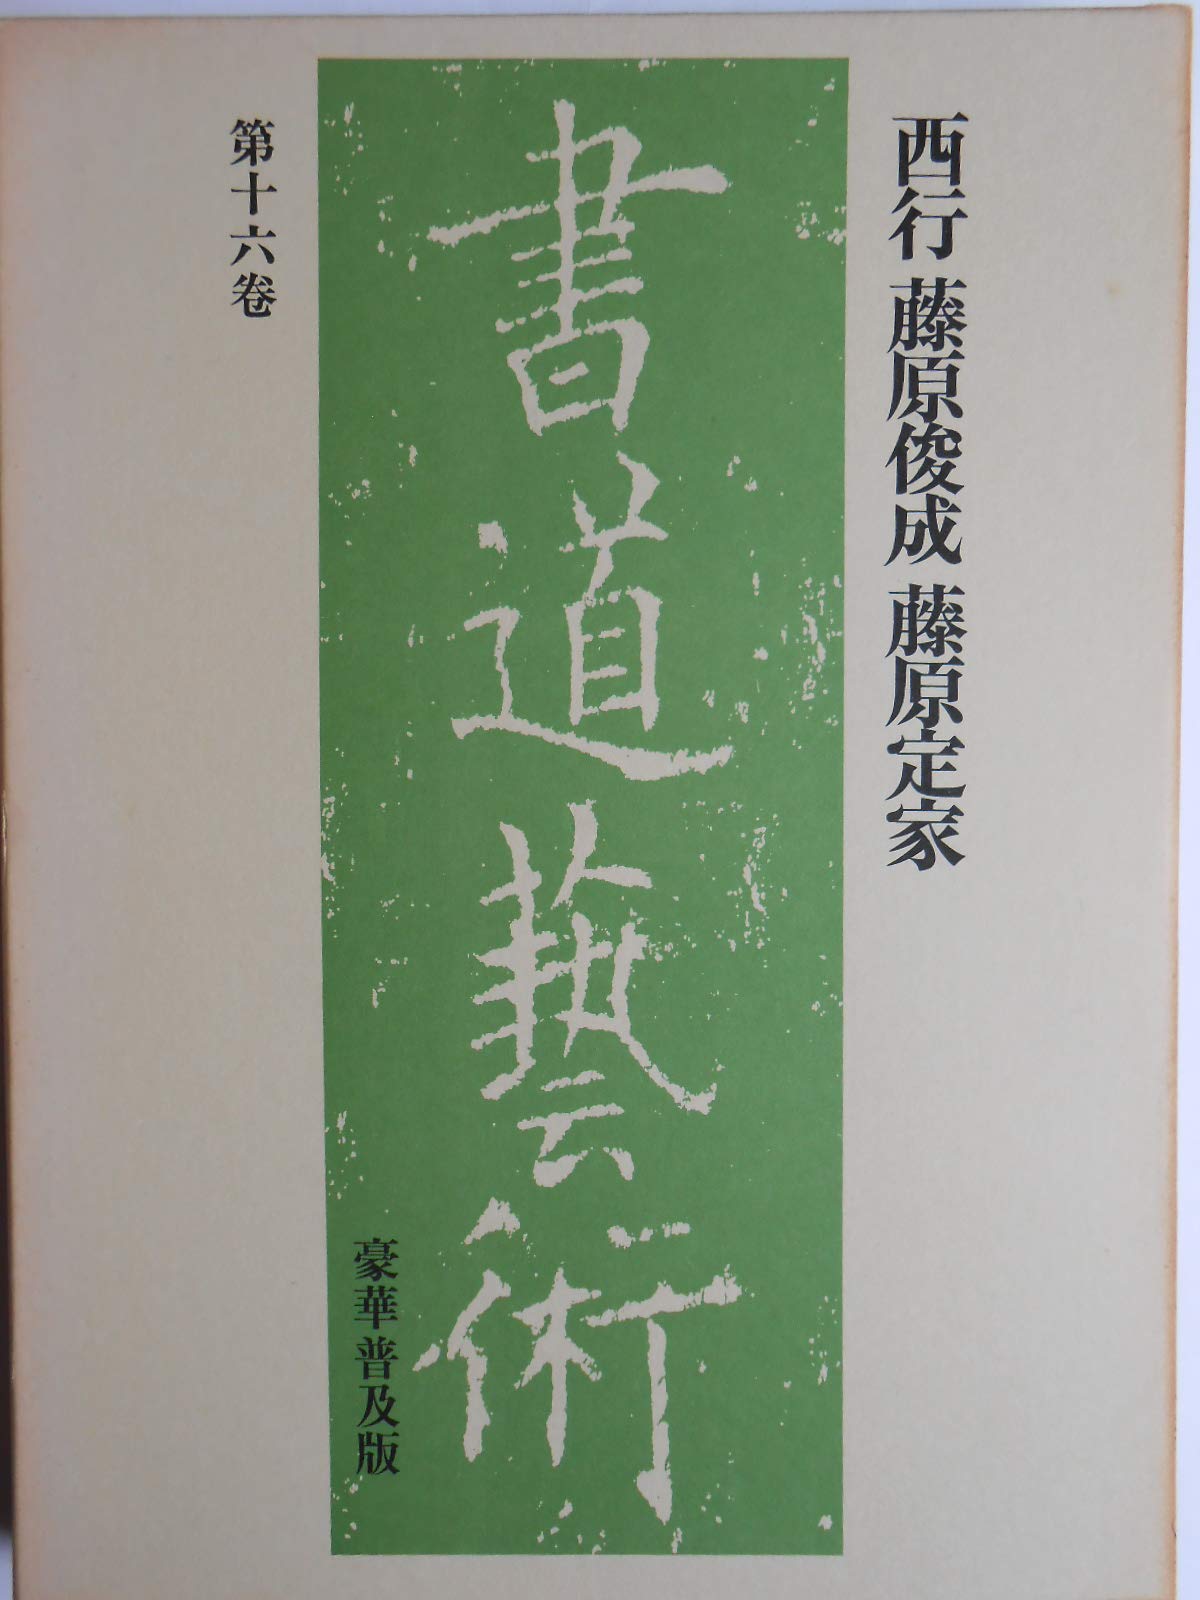 西行 藤原俊成 藤原定家
書道藝術
豪華普及版
第十六巻